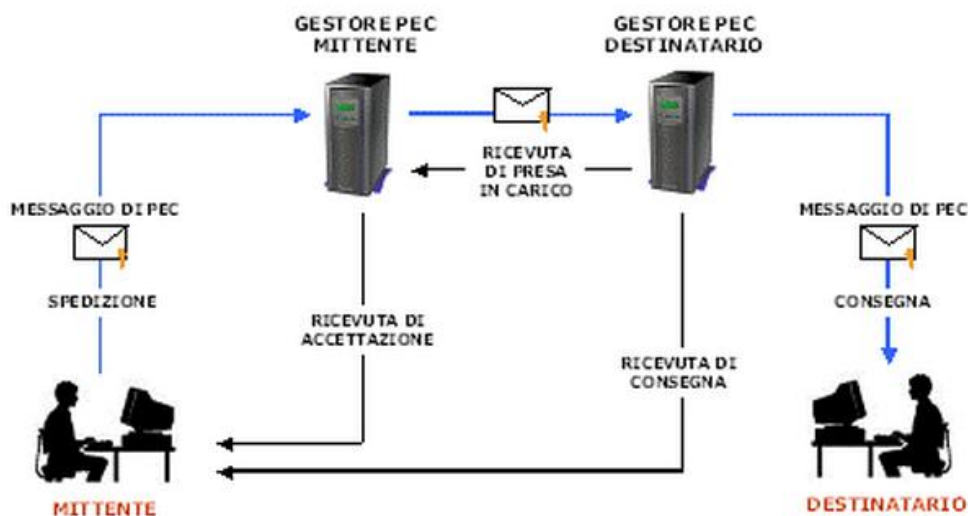 GESTORE PEC
MITTENTE
GESTORE PEC
DESTINATARIO
RICEVUTA
DI PRESA
IN CARICO
MESSAGGIO DI PEC
MESSAGGIO DI PEC
SPEDIZIONE
CONSEGNA
RICEVUTA DI
ACCETTAZIONE
RICEVUTA DI
CONSEGNA
MITTENTE
DESTINATARIO